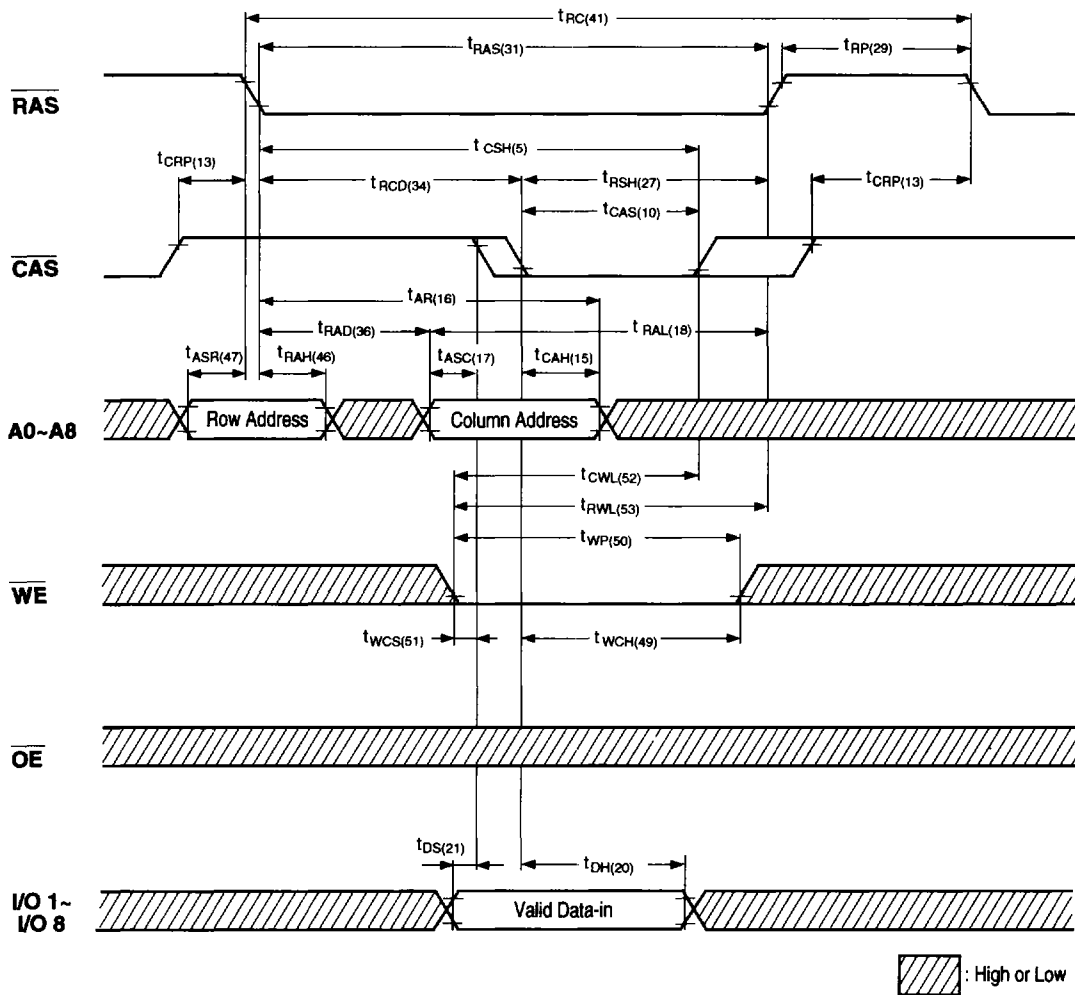 tRC(41)
tRAS(31)
tRP(29)
RAS
tCSH(5)
tCRP(13)
tRCD(34)
tRSH(27)
tCRP(13)
tCAS(10)
CAS
tAR(16)
tRAD(36)
tRAL(18)
tASR(47)
tRAH(46)
tASC(17)
tCAH(15)
A0~A8
Row Address
Column Address
tCWL(52)
tRWL(53)
tWP(50)
WE
tWCS(51)
tWCH(49)
OE
tDS(21)
tDH(20)
I/O 1~
I/O 8
Valid Data-in
: High or Low